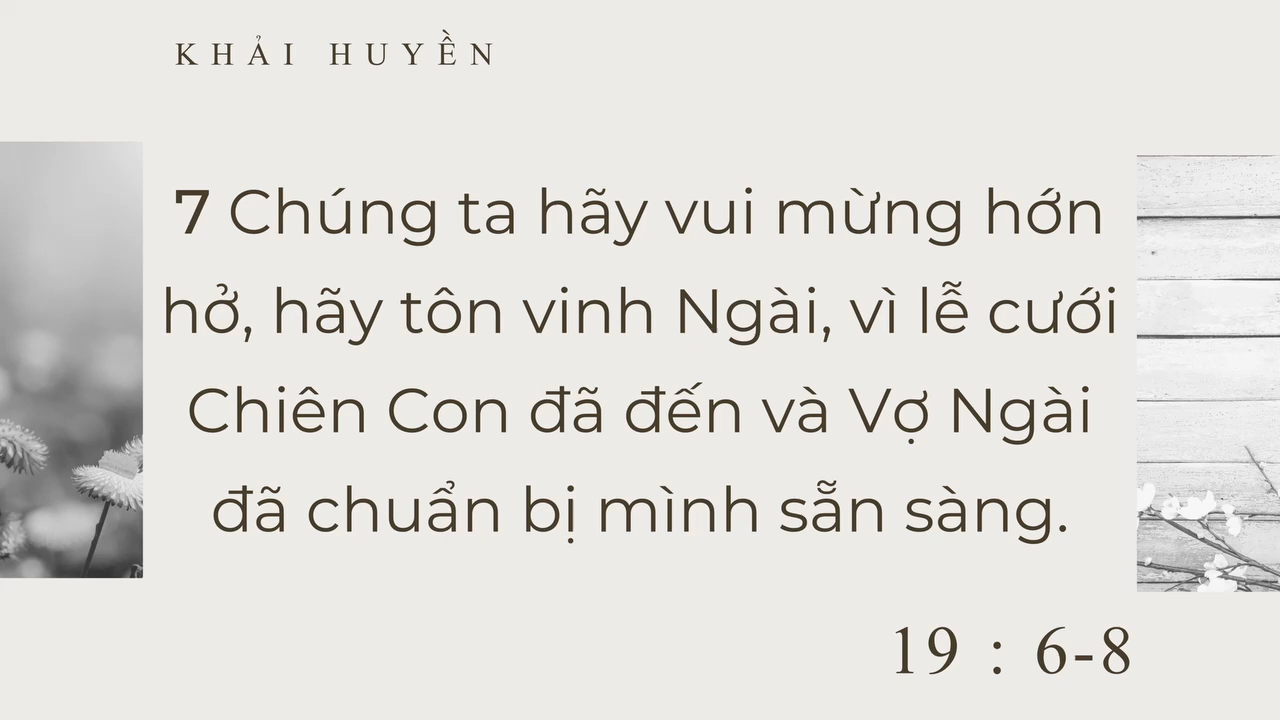 KHẢI HUYỀN
7 Chúng ta hãy vui mừng hớn
hở, hãy tôn vinh Ngài, vì lễ cưới
Chiên Con đã đến và Vợ Ngài
đã chuẩn bị mình sẵn sàng.
19 : 6-8